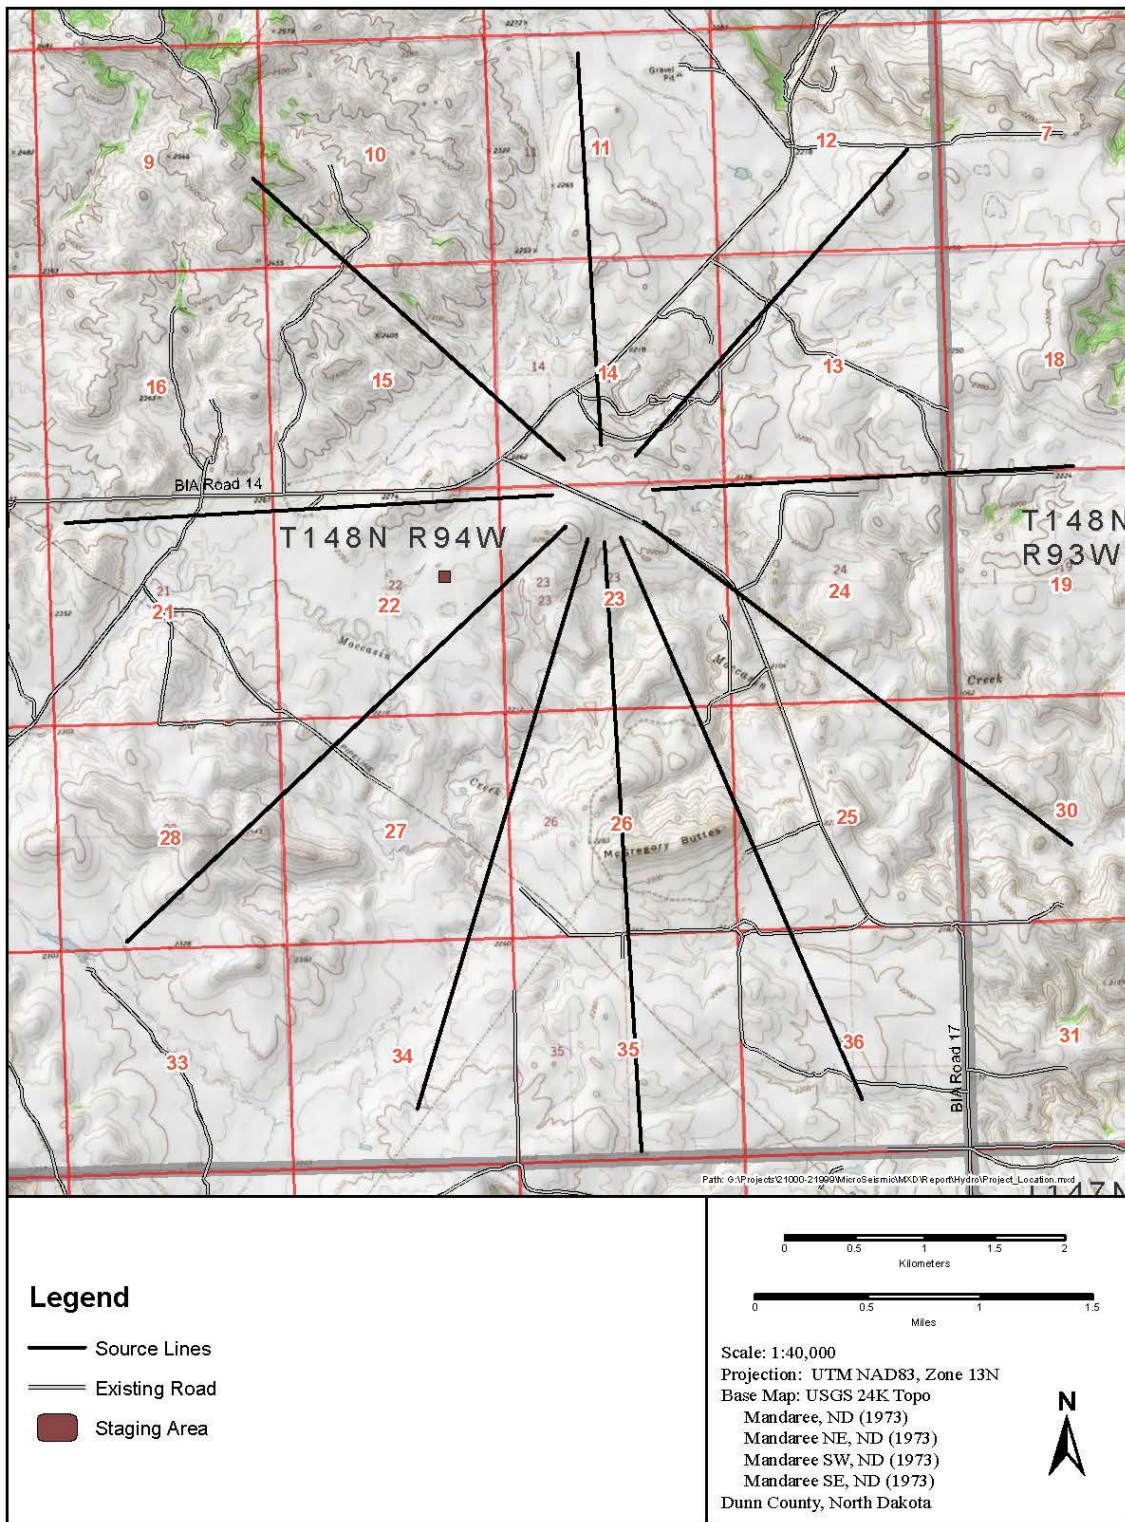 Gravel
Pit
11
12
7
9
10
16
15
14
14
13
18
BIA Road 14
T148N R94W
T148N
R93W
21
21
22
22
23
23
23
23
24
24
19
19
Moccasin
Moccasin
Creek
PIPELINE
Creek
28
27
26
26
McGregory Buttes
25
30
33
34
35
35
36
31
BIA Road 17
Path: G:\Projects\21000-21999\MicroSeismic\MXD\Report\Hydro\Project_Location.mxd
T147N
Legend
Source Lines
Existing Road
Staging Area
0 0.5 1 1.5 2
Kilometers
0 0.5 1 1.5
Miles
Scale: 1:40,000
Projection: UTM NAD83, Zone 13N
Base Map: USGS 24K Topo
Mandaree, ND (1973)
Mandaree NE, ND (1973)
Mandaree SW, ND (1973)
Mandaree SE, ND (1973)
Dunn County, North Dakota
N